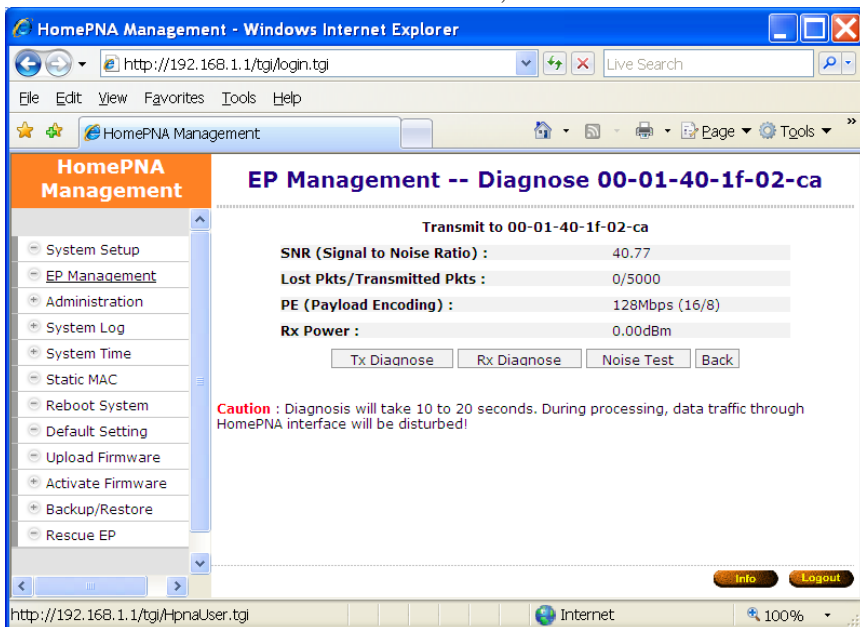 HomePNA Management - Windows Internet Explorer
http://192.168.1.1/tgi/login.tgi
Live Search
File Edit View Favorites Tools Help
HomePNA Management
Page Tools »
HomePNA
Management
System Setup
EP Management
Administration
System Log
System Time
Static MAC
Reboot System
Default Setting
Upload Firmware
Activate Firmware
Backup/Restore
Rescue EP
EP Management -- Diagnose 00-01-40-1f-02-ca
Transmit to 00-01-40-1f-02-ca
SNR (Signal to Noise Ratio) : 40.77
Lost Pkts/Transmitted Pkts : 0/5000
PE (Payload Encoding) : 128Mbps (16/8)
Rx Power : 0.00dBm
Tx Diagnose Rx Diagnose Noise Test Back
Caution : Diagnosis will take 10 to 20 seconds. During processing, data traffic through
HomePNA interface will be disturbed!
Info Logout
http://192.168.1.1/tgi/HpnaUser.tgi
Internet
100%